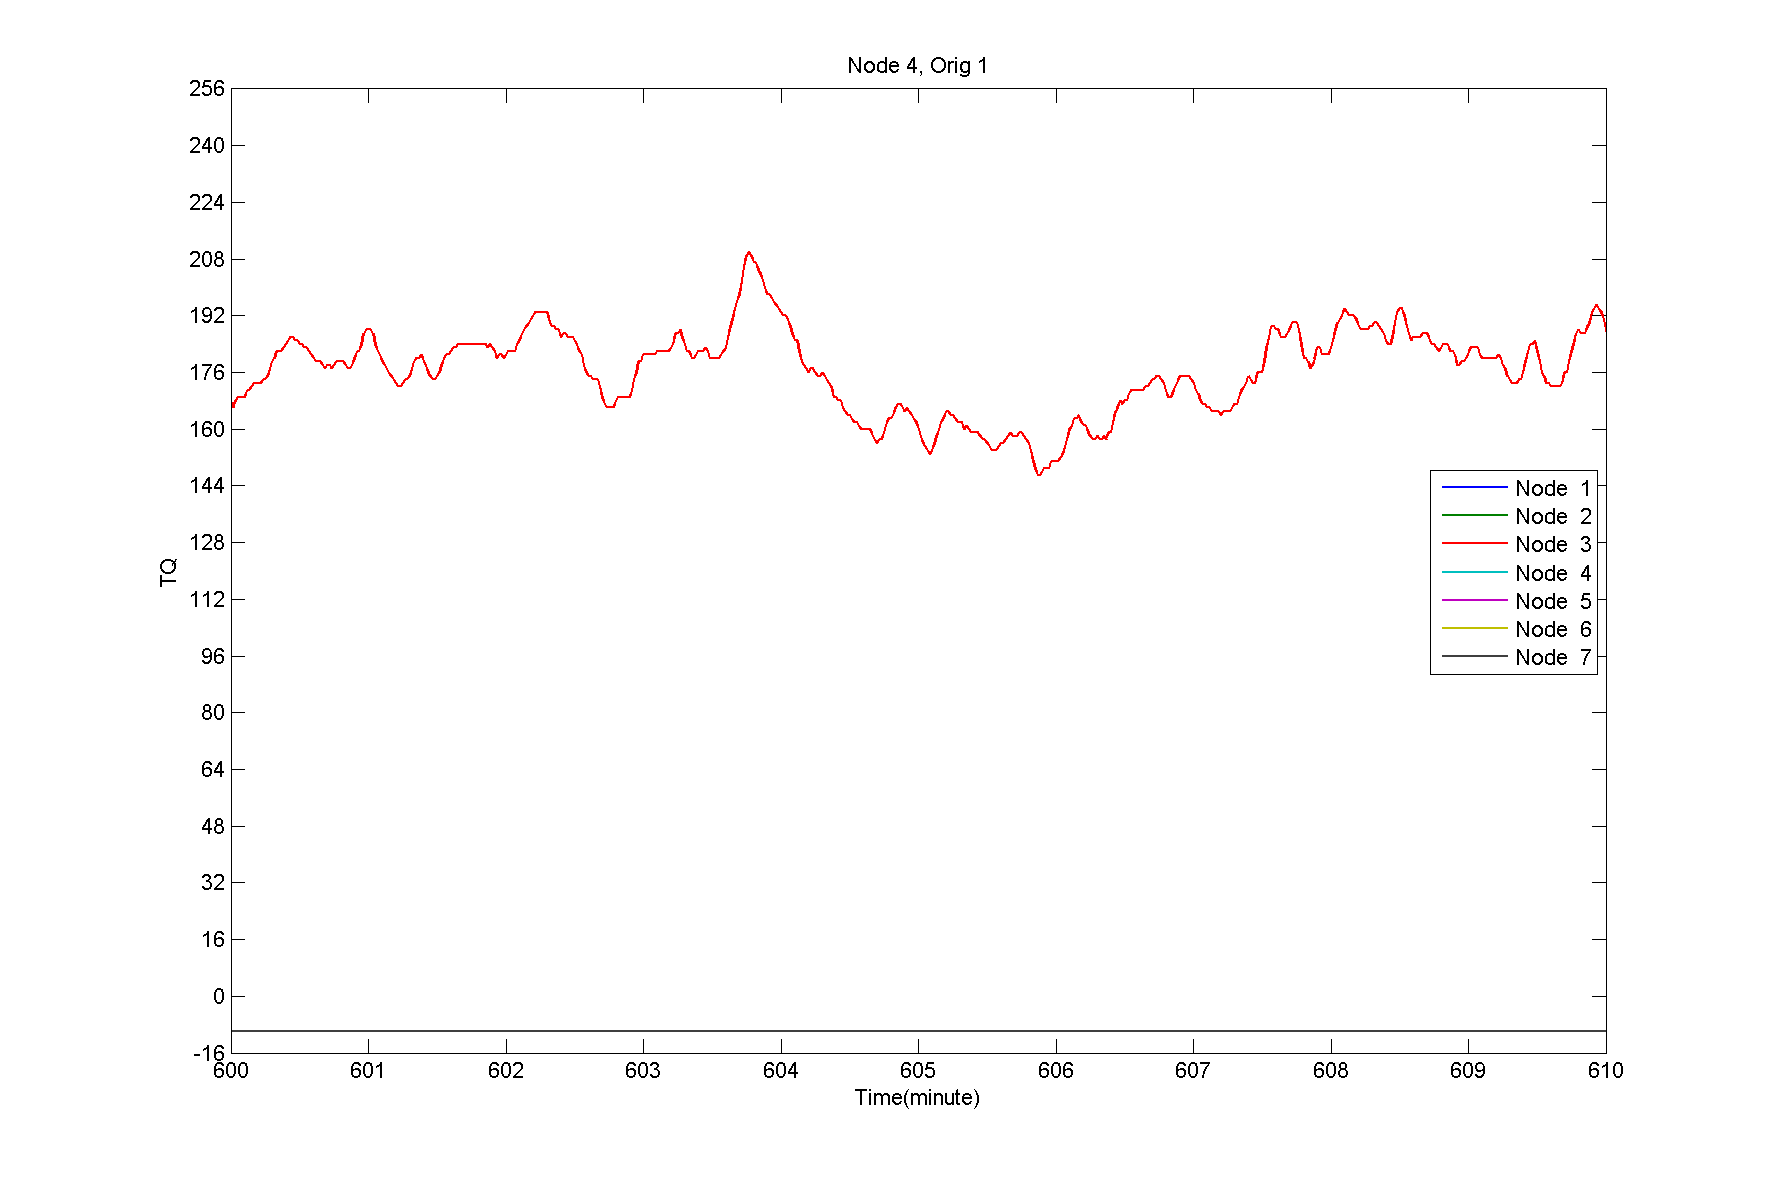 Node 4, Orig 1
256
240
224
208
192
176
160
144
128
112
96
80
64
48
32
16
0
-16
TQ
Node 1
Node 2
Node 3
Node 4
Node 5
Node 6
Node 7
600 601 602 603 604 605 606 607 608 609 610
Time(minute)